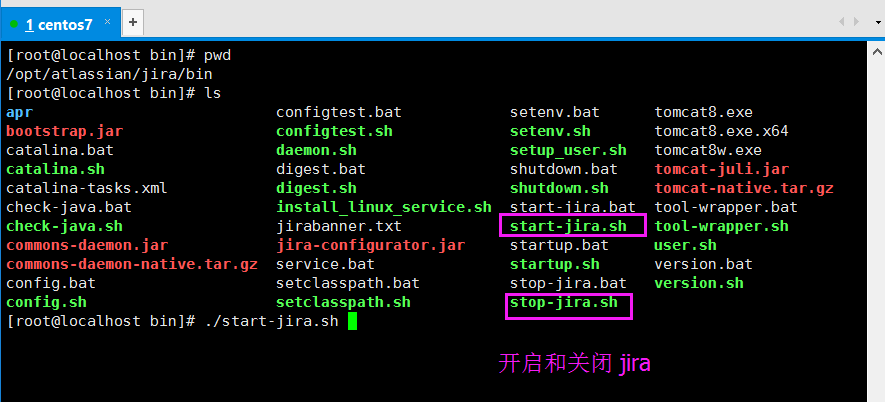 1 centos7 × +
[root@localhost bin]# pwd
/opt/atlassian/jira/bin
[root@localhost bin]# ls
apr configtest.bat setenv.bat tomcat8.exe
bootstrap.jar configtest.sh setenv.sh tomcat8.exe.x64
catalina.bat daemon.sh setup_user.sh tomcat8w.exe
catalina.sh digest.bat shutdown.bat tomcat-juli.jar
catalina-tasks.xml digest.sh shutdown.sh tomcat-native.tar.gz
check-java.bat install_linux_service.sh start-jira.bat tool-wrapper.bat
check-java.sh jirabanner.txt start-jira.sh tool-wrapper.sh
commons-daemon.jar jira-configurator.jar startup.bat user.sh
commons-daemon-native.tar.gz service.bat startup.sh version.bat
config.bat setclasspath.bat stop-jira.bat version.sh
config.sh setclasspath.sh stop-jira.sh
[root@localhost bin]# ./start-jira.sh
开启和关闭 jira